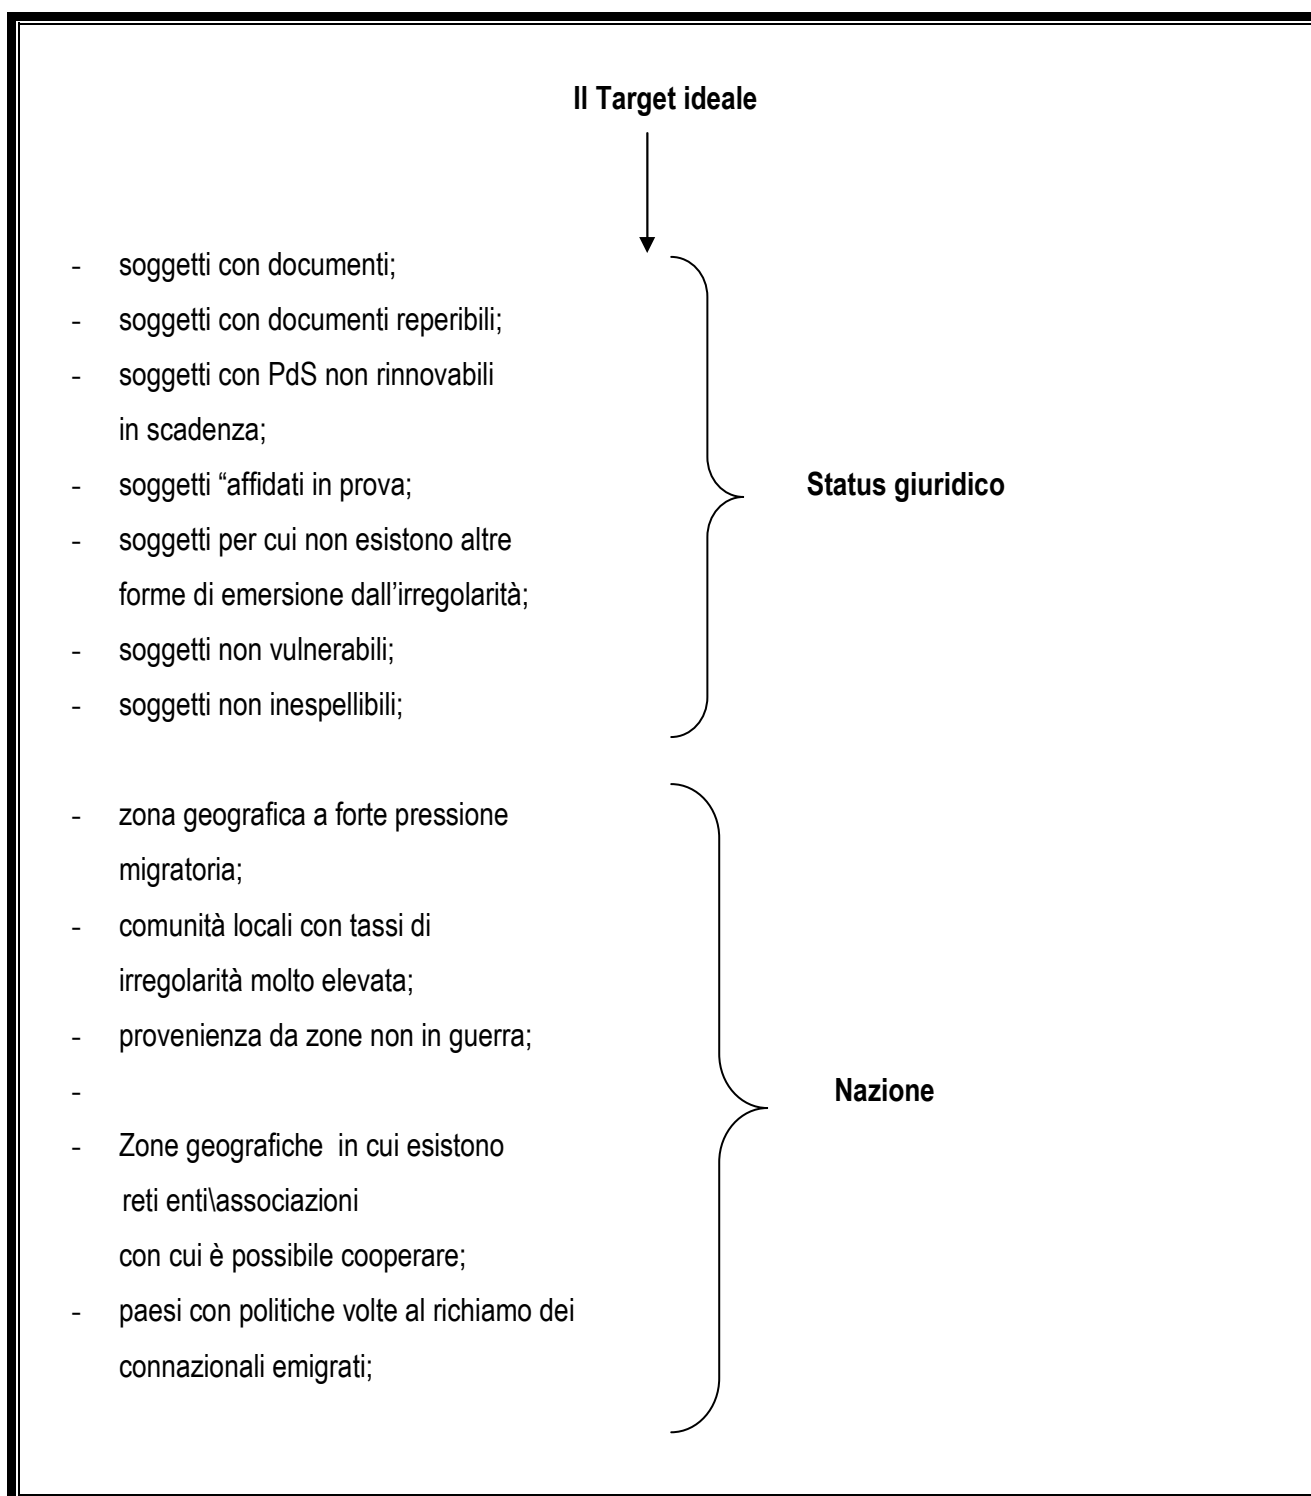 Il Target ideale
- soggetti con documenti;
- soggetti con documenti reperibili;
- soggetti con PdS non rinnovabili
in scadenza;
- soggetti “affidati in prova;
- soggetti per cui non esistono altre
forme di emersione dall’irregolarità;
- soggetti non vulnerabili;
- soggetti non inespellibili;
Status giuridico
- zona geografica a forte pressione
migratoria;
- comunità locali con tassi di
irregolarità molto elevata;
- provenienza da zone non in guerra;
-
- Zone geografiche in cui esistono
reti enti\associazioni
con cui è possibile cooperare;
- paesi con politiche volte al richiamo dei
connazionali emigrati;
Nazione